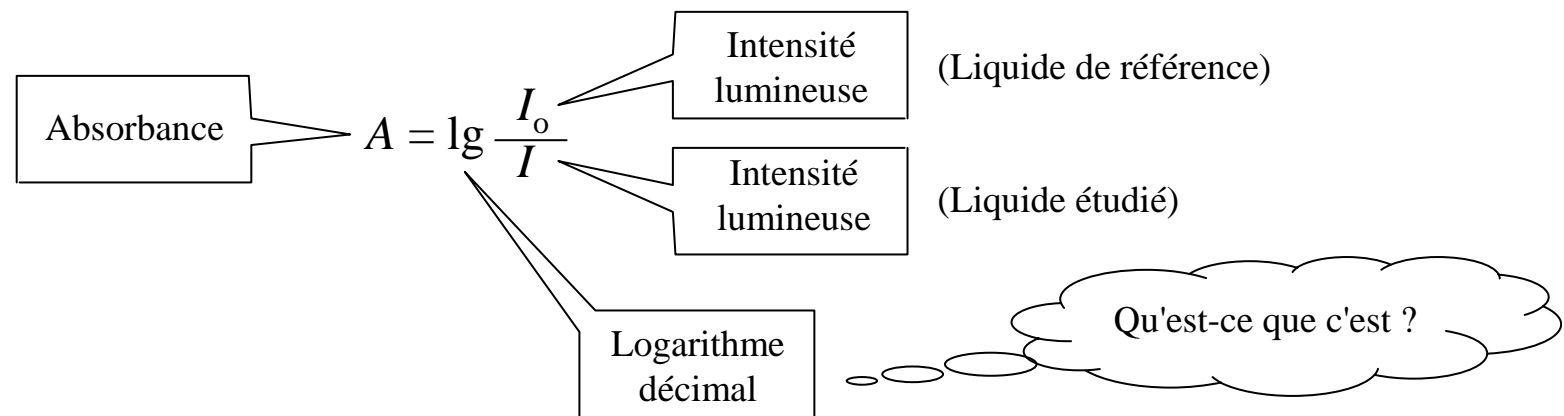 Intensité
lumineuse
(Liquide de référence)
Absorbance
A = lg I₀/I
Intensité
lumineuse
(Liquide étudié)
Qu'est-ce que c'est ?
Logarithme
décimal